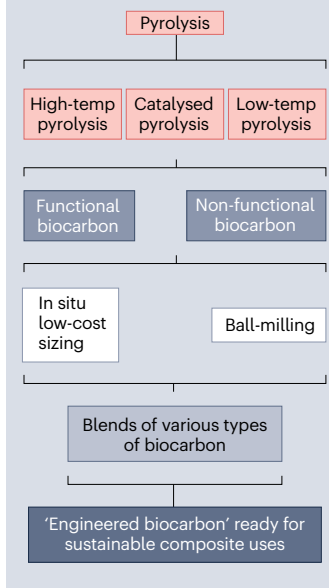 Pyrolysis
High-temp
pyrolysis
Catalysed
pyrolysis
Low-temp
pyrolysis
Functional
biocarbon
Non-functional
biocarbon
In situ
low-cost
sizing
Ball-milling
Blends of various types
of biocarbon
‘Engineered biocarbon’ ready for
sustainable composite uses